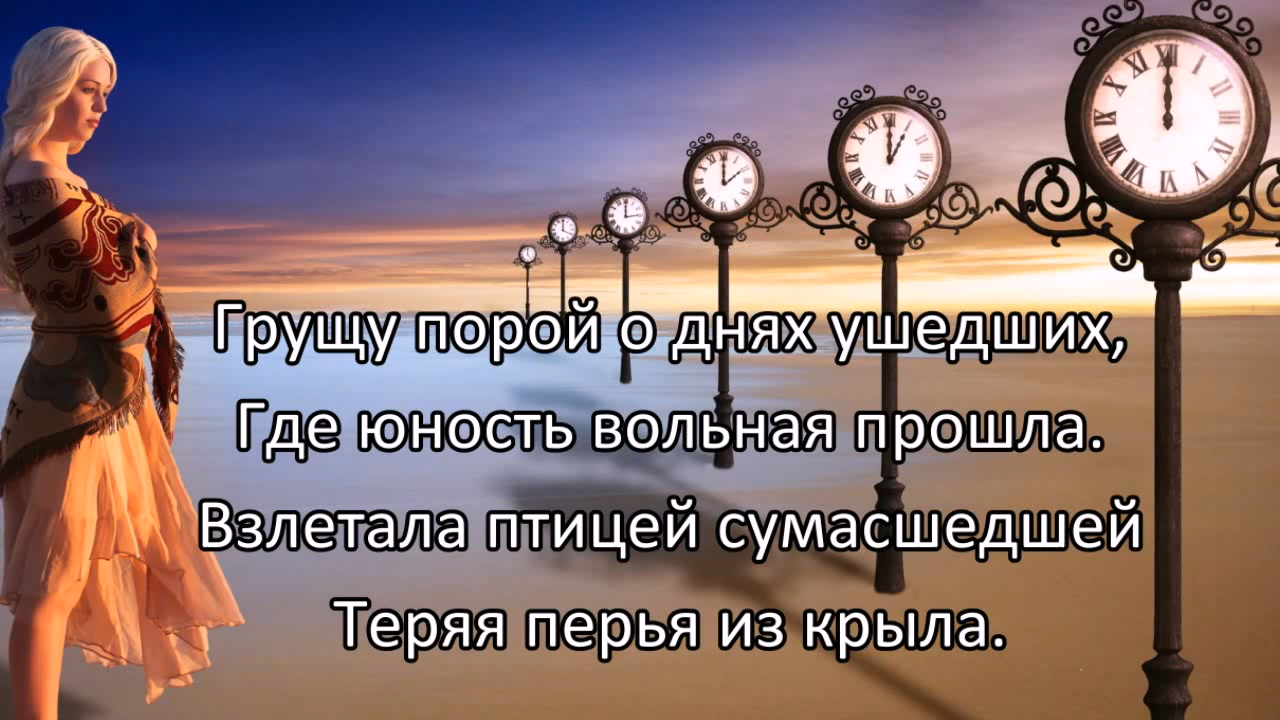 Грущу порой о днях ушедших,
Где юность вольная прошла.
Взлетала птицей сумасшедшей
Теряя перья из крыла.